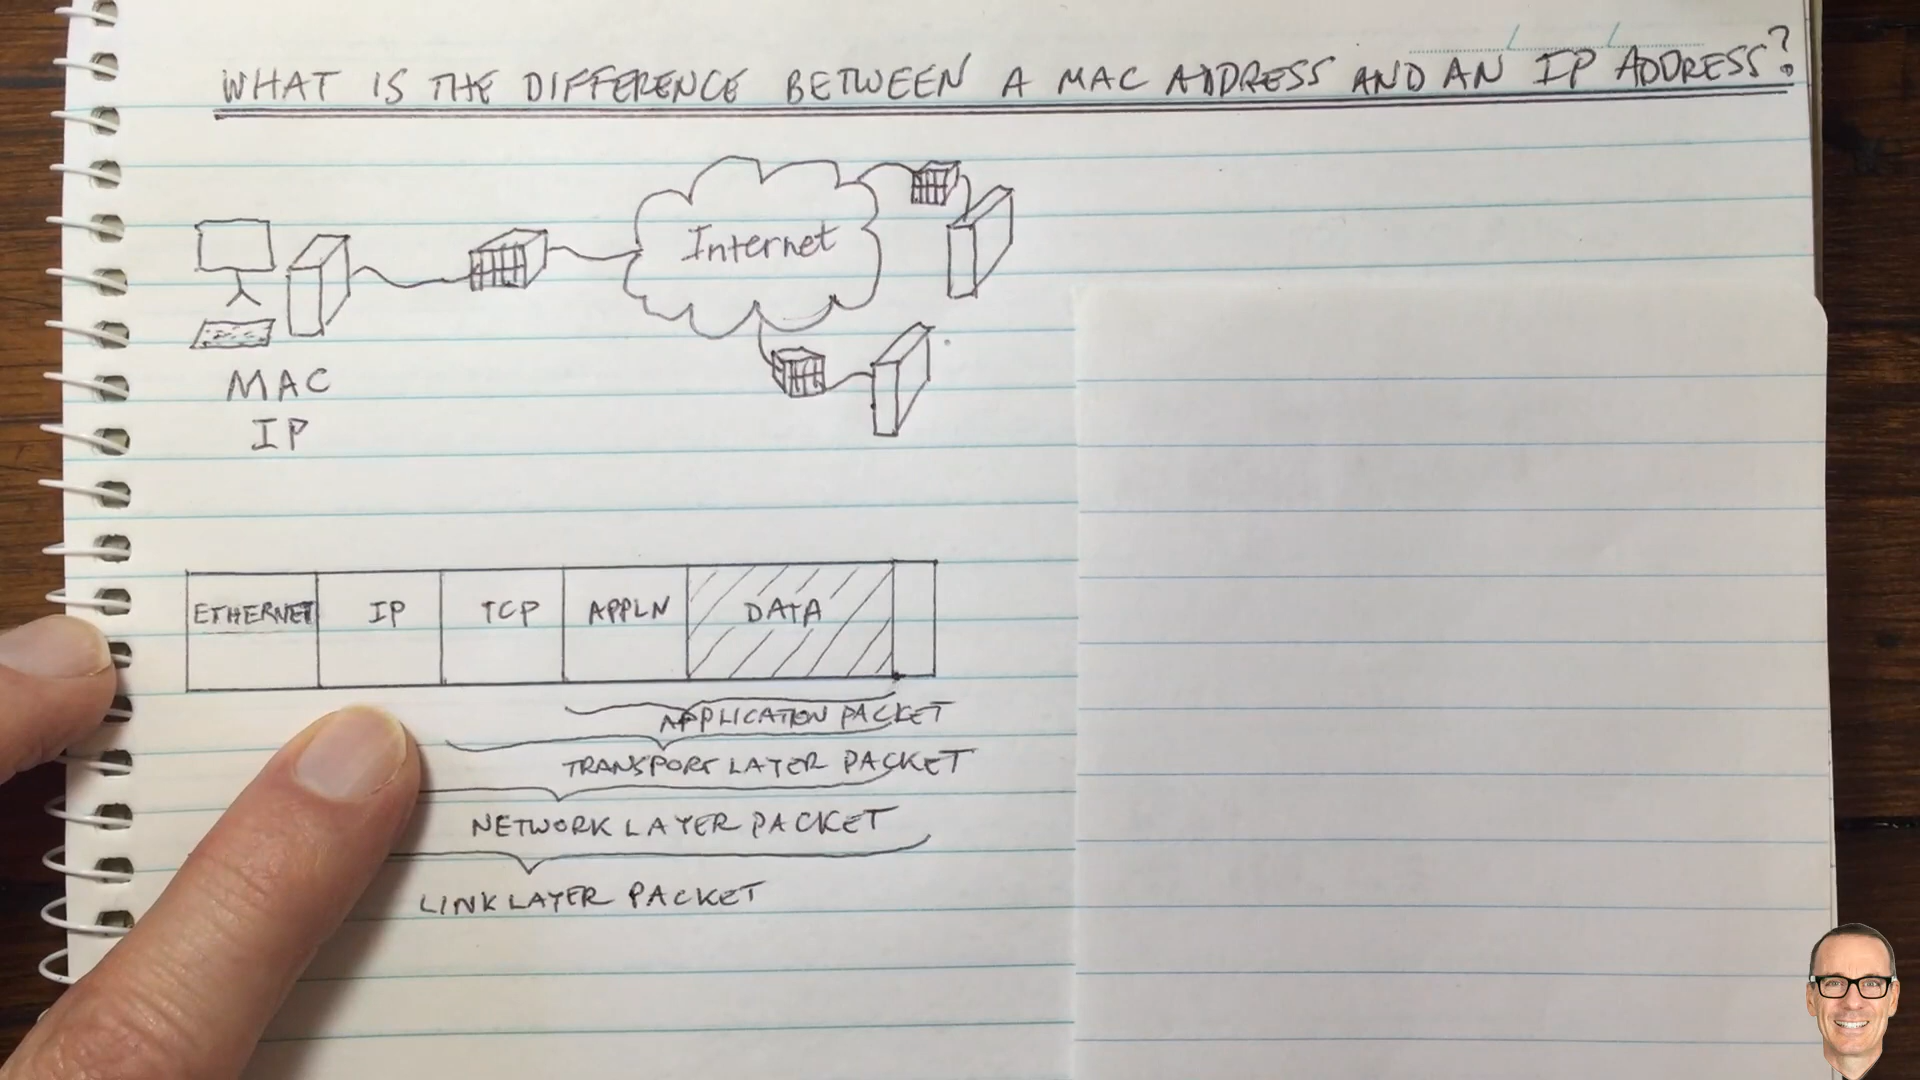 WHAT IS THE DIFFERENCE BETWEEN A MAC ADDRESS AND AN IP ADDRESS?
Internet
MAC
IP
ETHERNET IP TCP APPLN DATA
APPLICATION PACKET
TRANSPORT LAYER PACKET
NETWORK LAYER PACKET
LINK LAYER PACKET